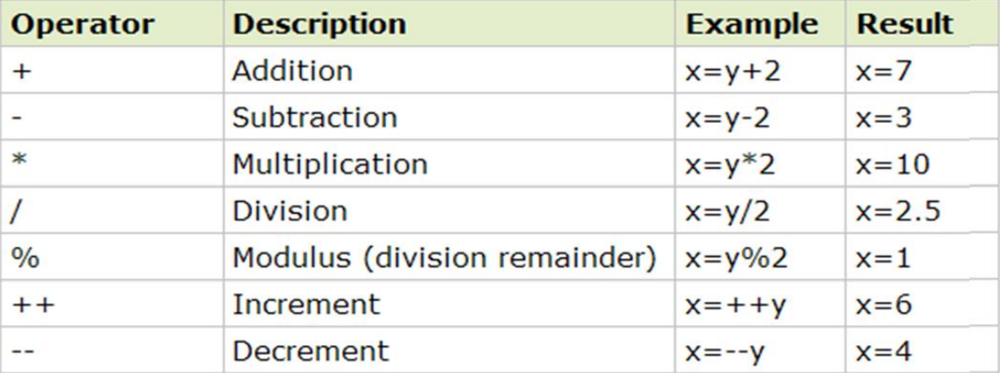 Operator Description Example Result
+ Addition x=y+2 x=7
- Subtraction x=y-2 x=3
* Multiplication x=y*2 x=10
/ Division x=y/2 x=2.5
% Modulus (division remainder) x=y%2 x=1
++ Increment x=++y x=6
-- Decrement x=--y x=4